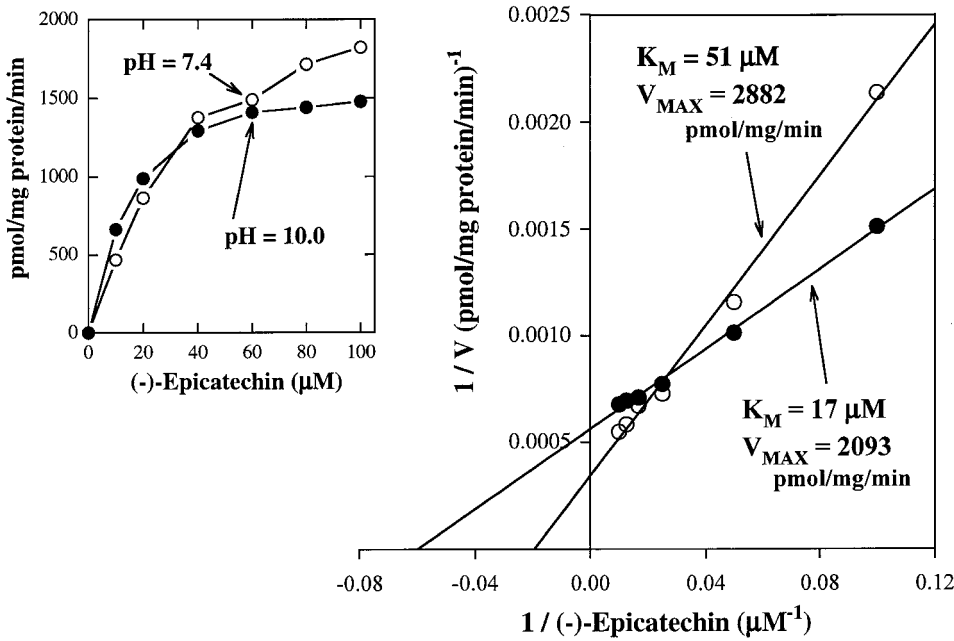 2000
1500
1000
500
0
pmol/mg protein/min
pH = 7.4
pH = 10.0
0 20 40 60 80 100
(-)-Epicatechin (μM)
0.0025
0.0020
0.0015
0.0010
0.0005
1 / V (pmol/mg protein/min)-1
KM = 51 μM
VMAX = 2882
pmol/mg/min
KM = 17 μM
VMAX = 2093
pmol/mg/min
-0.08 -0.04 0.00 0.04 0.08 0.12
1 / (-)-Epicatechin (μM-1)